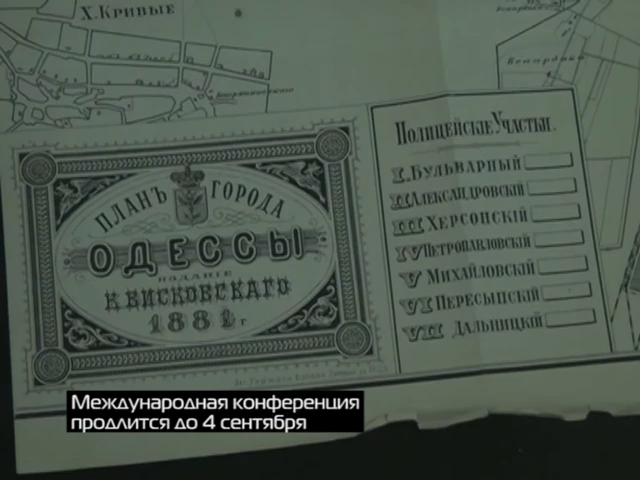 Х.Кривые
ПЛАНЪ ГОРОДА
ОДЕССЫ
ИЗДАНІЕ
К.ВИСКОВСКАГО
1881 г
Полицейскіе Участки.
I. Бульварный
II Александровскій
III Херсонскій
IV Петропавловскій
V Михайловскій
VI Пересыпскій
VII Дальницкій
Международная конференция
продлится до 4 сентября